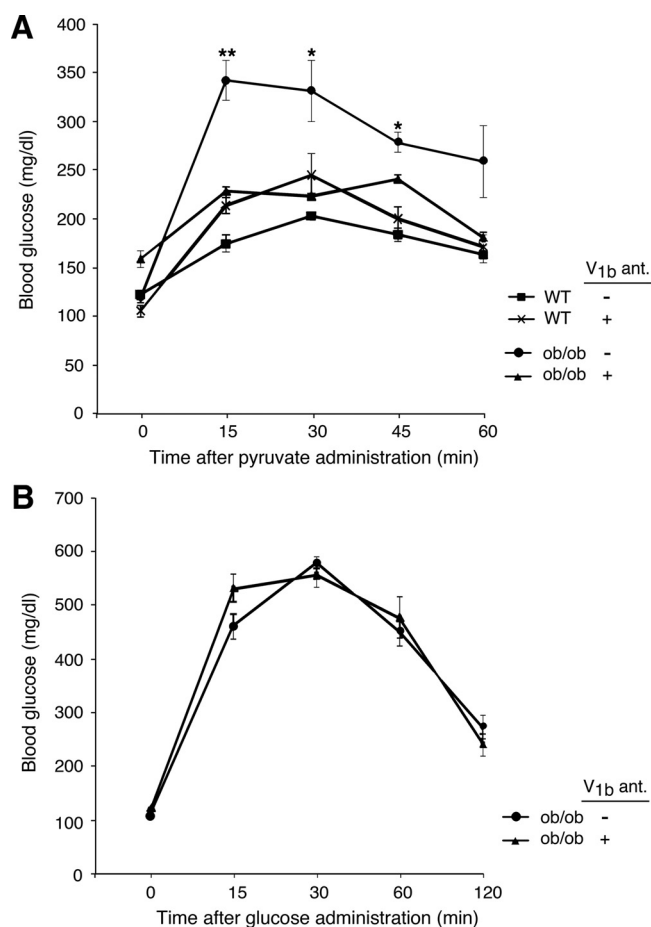 A
400
350
300
250
200
150
100
50
0
Blood glucose (mg/dl)
**
*
*
0 15 30 45 60
Time after pyruvate administration (min)
V1b ant.
WT -
WT +
ob/ob -
ob/ob +
B
700
600
500
400
300
200
100
0
Blood glucose (mg/dl)
0 15 30 60 120
Time after glucose administration (min)
V1b ant.
ob/ob -
ob/ob +